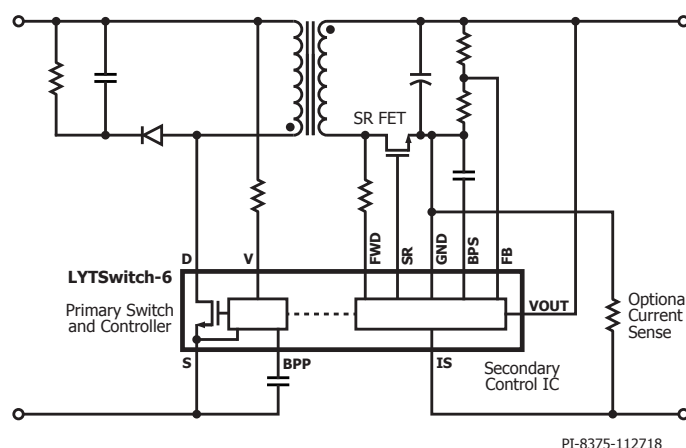 SR FET
FWD
SR
GND
BPS
FB
D
V
LYTSwitch-6
VOUT
Primary Switch
and Controller
Optiona
Current
Sense
S
BPP
IS
Secondary
Control IC
PI-8375-112718